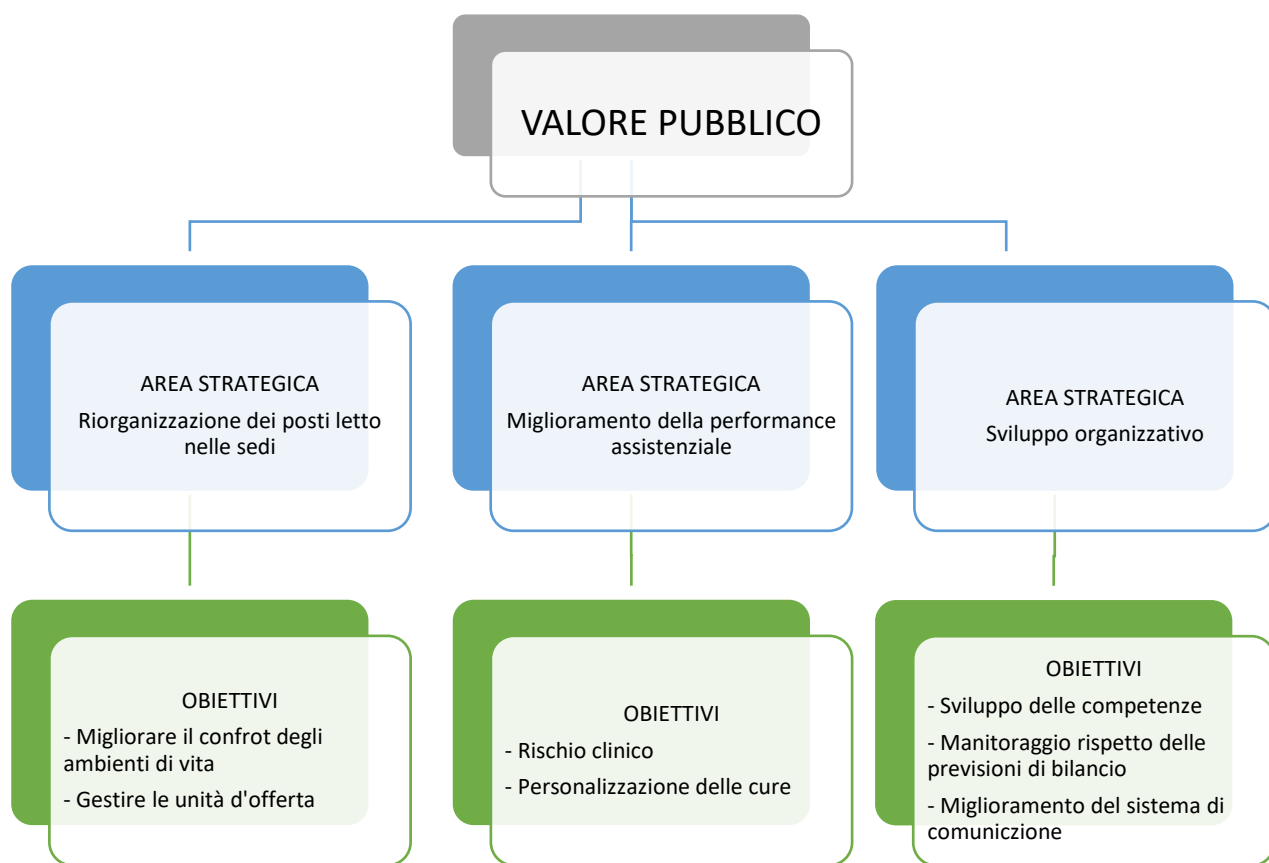 VALORE PUBBLICO
AREA STRATEGICA
Riorganizzazione dei posti letto
nelle sedi
AREA STRATEGICA
Miglioramento della performance
assistenziale
AREA STRATEGICA
Sviluppo organizzativo
OBIETTIVI
- Migliorare il confrot degli
ambienti di vita
- Gestire le unità d'offerta
OBIETTIVI
- Rischio clinico
- Personalizzazione delle cure
OBIETTIVI
- Sviluppo delle competenze
- Manitoraggio rispetto delle
previsioni di bilancio
- Miglioramento del sistema di
comuniczione